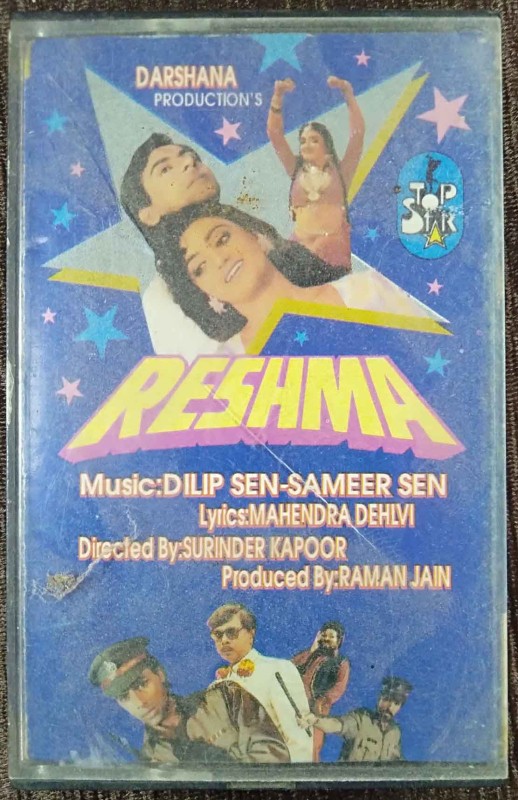 DARSHANA
PRODUCTION'S
TOP
STAR
RESHMA
Music:DILIP SEN-SAMEER SEN
Lyrics:MAHENDRA DEHLVI
Directed By:SURINDER KAPOOR
Produced By:RAMAN JAIN